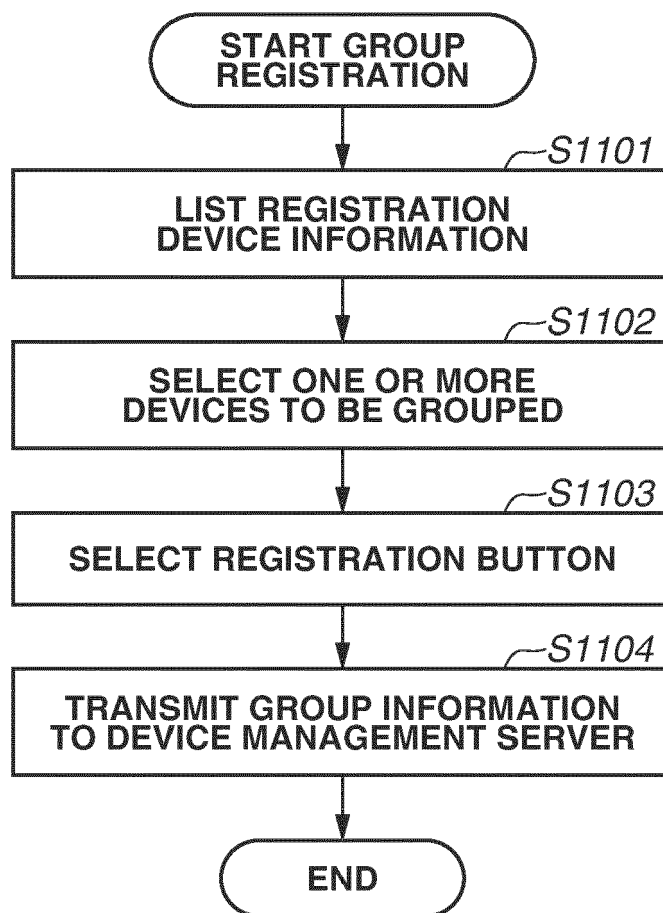 START GROUP
REGISTRATION
S1101
LIST REGISTRATION
DEVICE INFORMATION
S1102
SELECT ONE OR MORE
DEVICES TO BE GROUPED
S1103
SELECT REGISTRATION BUTTON
S1104
TRANSMIT GROUP INFORMATION
TO DEVICE MANAGEMENT SERVER
END